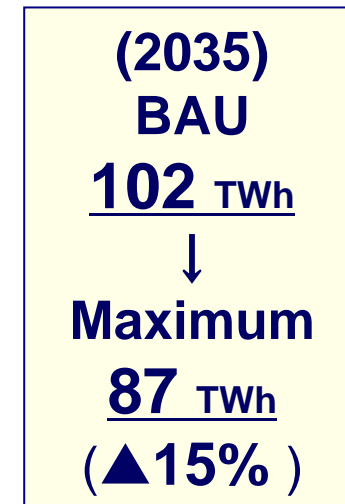 (2035)
BAU
102 TWh
↓
Maximum
87 TWh
(▲15% )